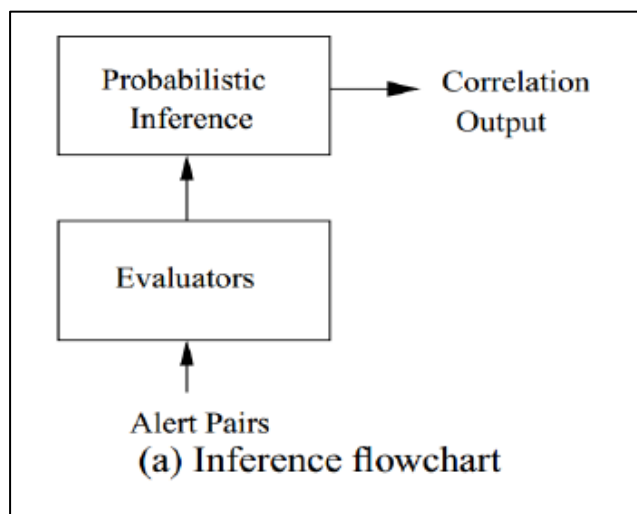 Probabilistic
Inference
Correlation
Output
Evaluators
Alert Pairs
(a) Inference flowchart